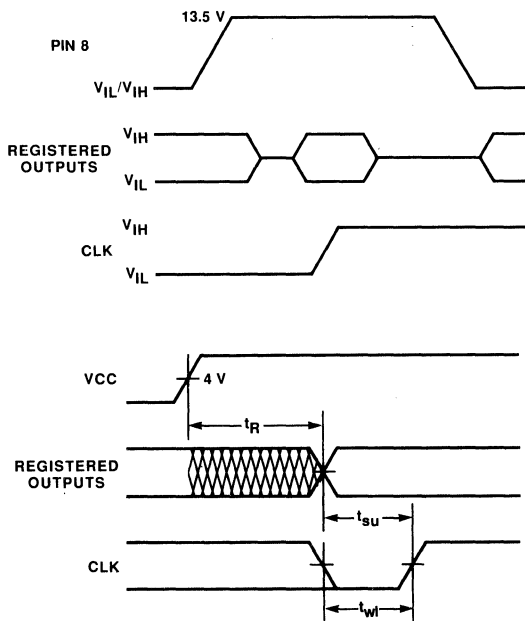 13.5 V
PIN 8
VIL/VIH
VIH
REGISTERED
OUTPUTS
VIL
VIH
CLK
VIL
VCC
4 V
tR
REGISTERED
OUTPUTS
tsu
CLK
twl